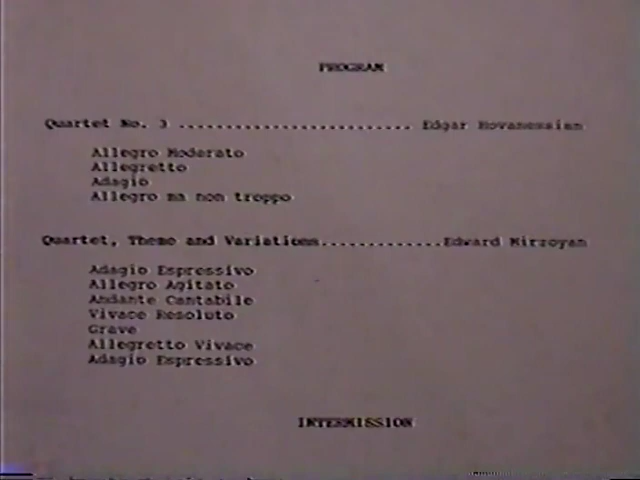 PROGRAM
Quartet No. 3 ......................... Edgar Hovanessian
Allegro Moderato
Allegretto
Adagio
Allegro ma non troppo
Quartet, Theme and Variations.............Edward Mirzoyan
Adagio Espressivo
Allegro Agitato
Andante Cantabile
Vivace Resoluto
Grave
Allegretto Vivace
Adagio Espressivo
INTERMISSION